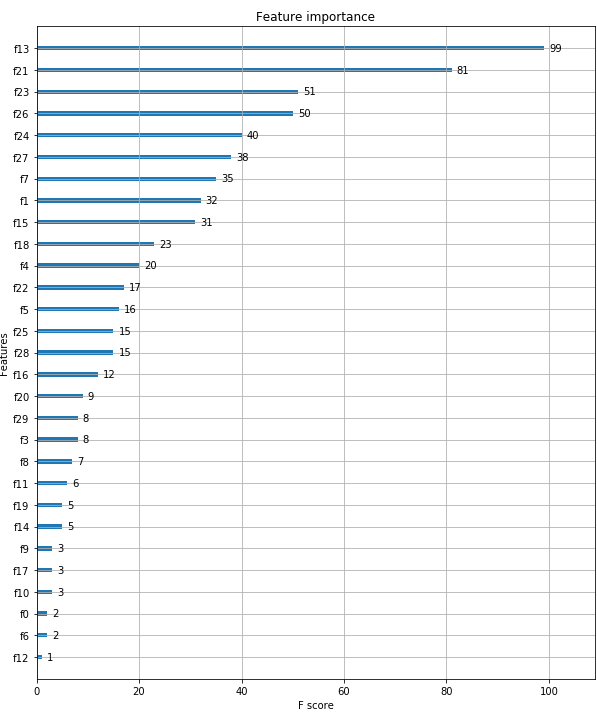 Feature importance
f13 99
f21 81
f23 51
f26 50
f24 40
f27 38
f7 35
f1 32
f15 31
f18 23
f4 20
f22 17
f5 16
f25 15
f28 15
f16 12
f20 9
f29 8
f3 8
f8 7
f11 6
f19 5
f14 5
f9 3
f17 3
f10 3
f0 2
f6 2
f12 1
Features
0 20 40 60 80 100
F score